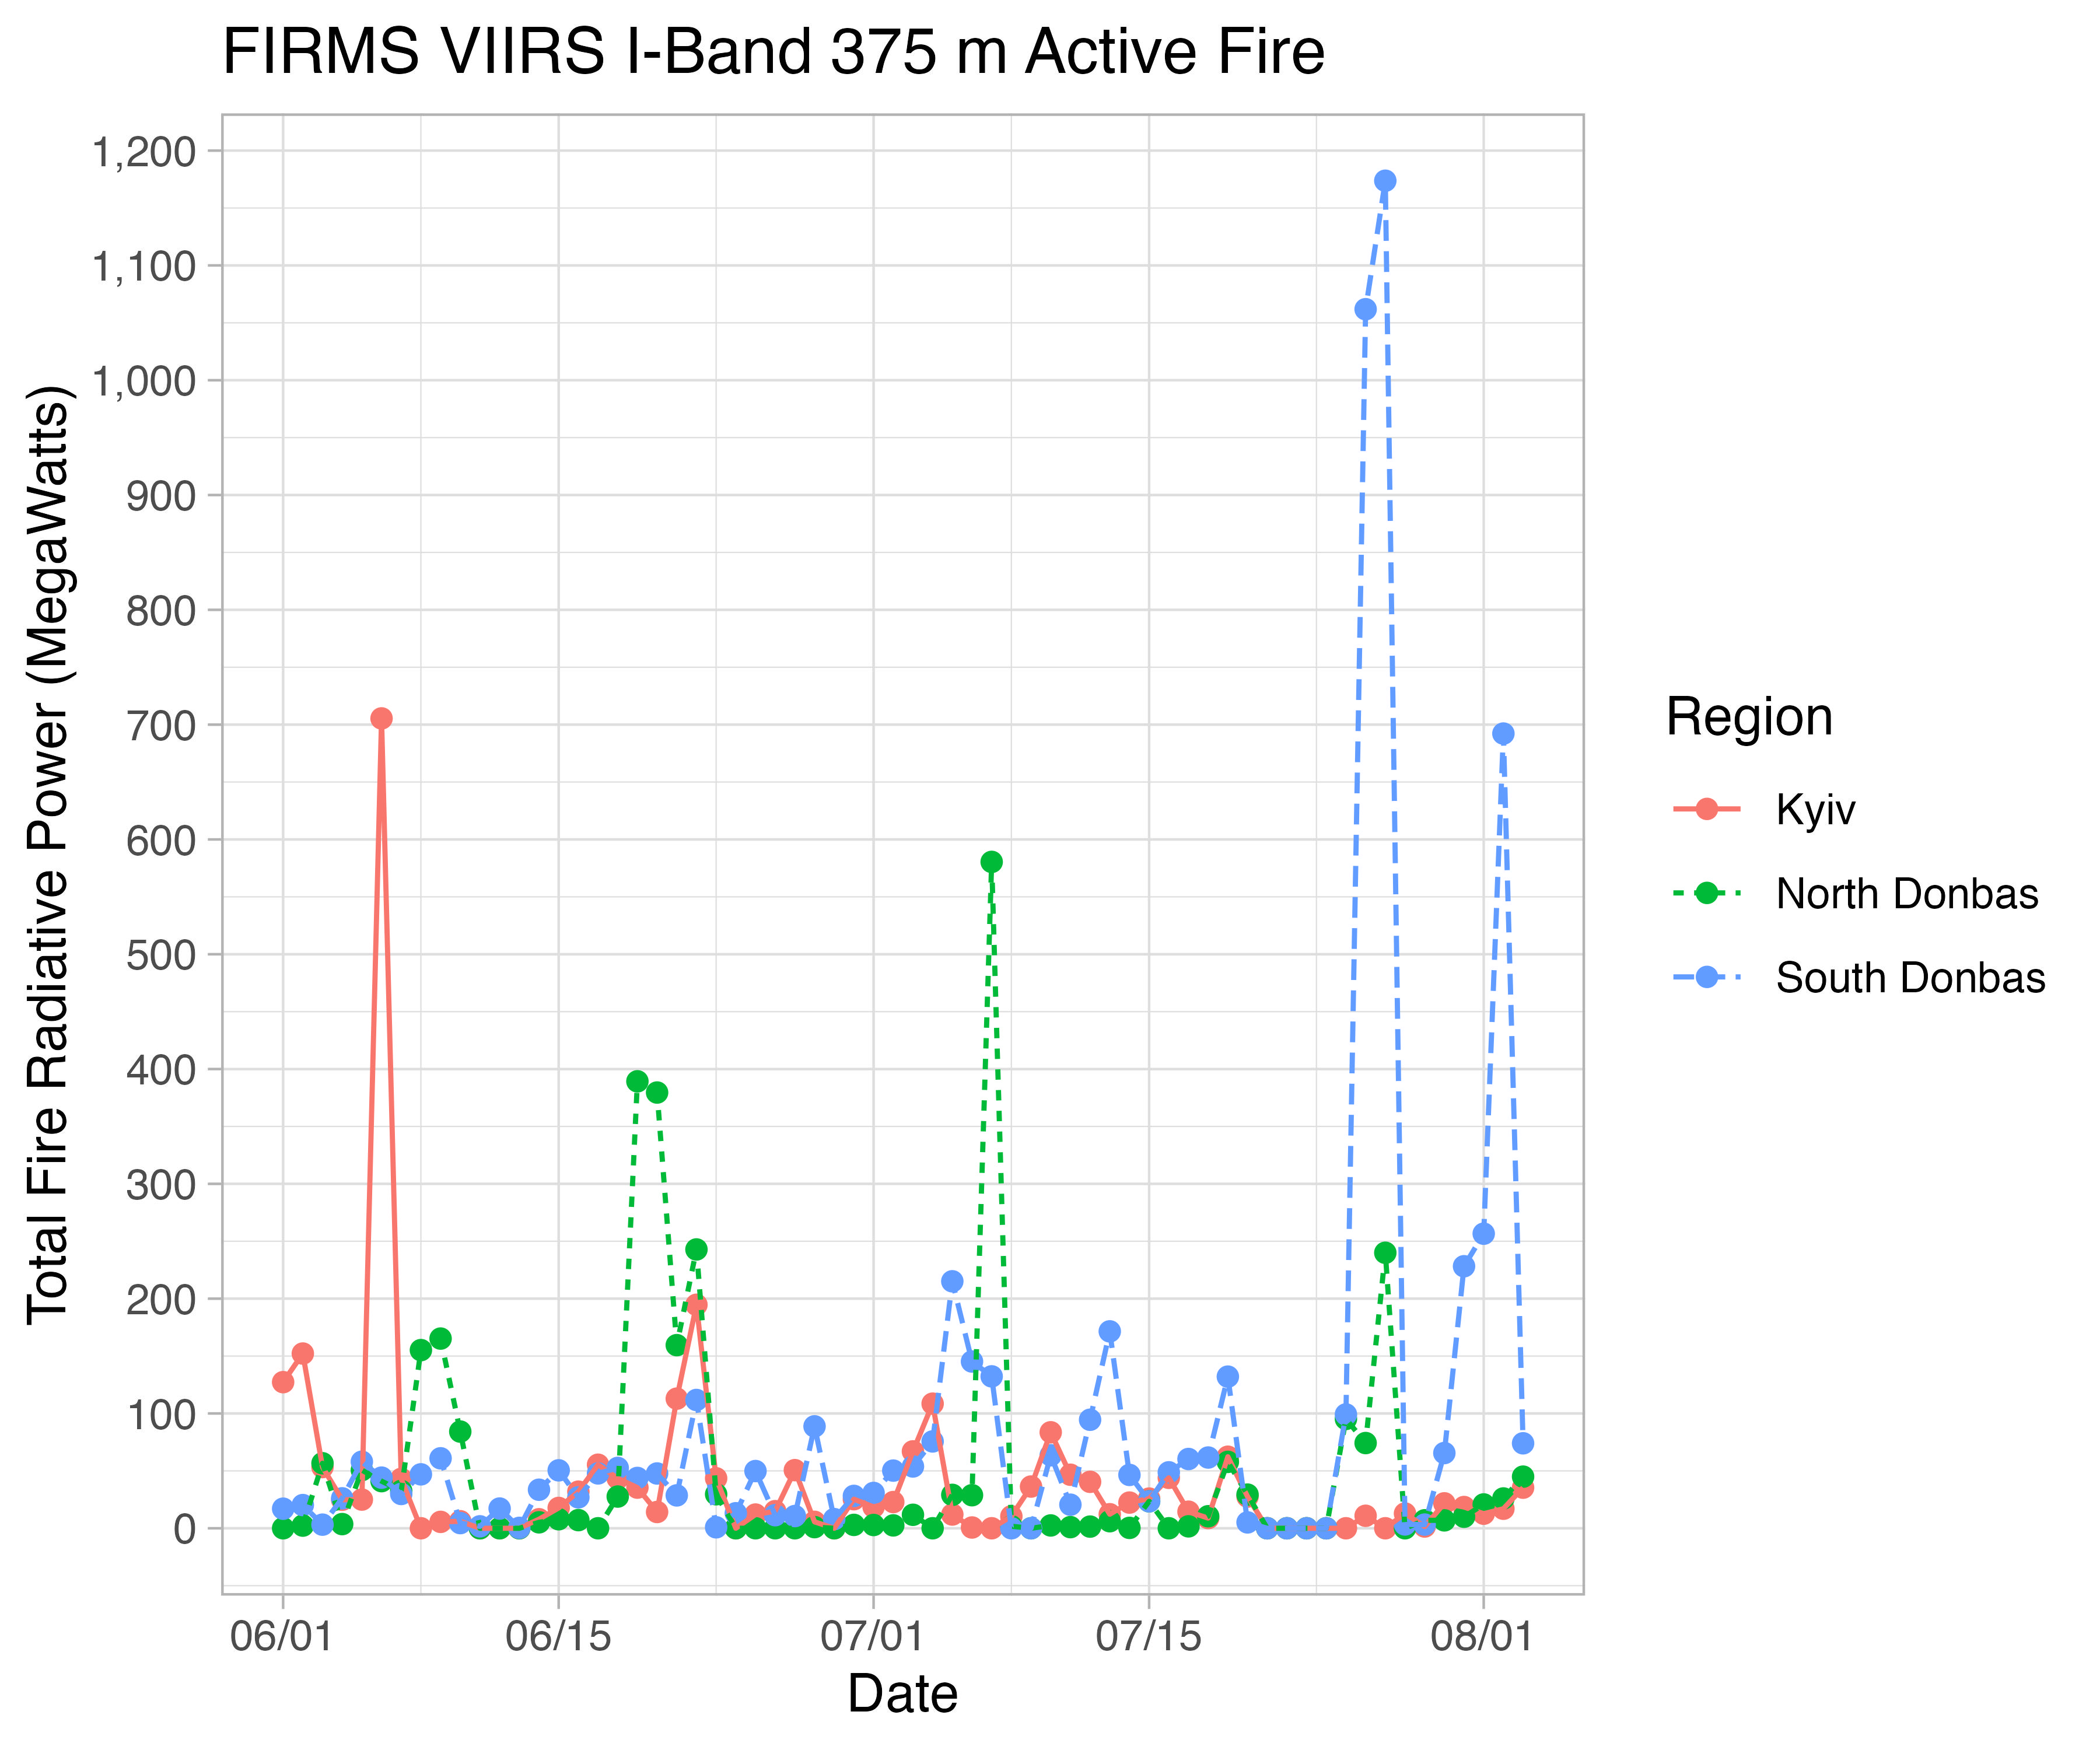 FIRMS VIIRS I-Band 375 m Active Fire
Total Fire Radiative Power (MegaWatts)
1,200
1,100
1,000
900
800
700
600
500
400
300
200
100
0
06/01
06/15
07/01
07/15
08/01
Date
Region
Kyiv
North Donbas
South Donbas